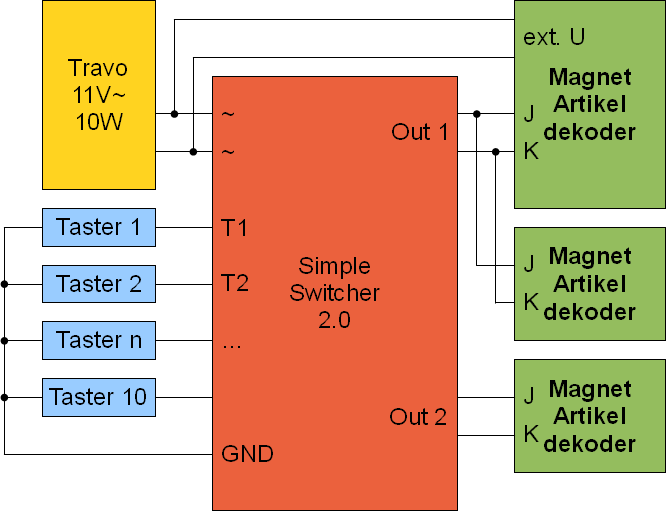 Travo
11V~
10W
~
~
Out 1
ext. U
Magnet
Artikel
dekoder
J
K
Taster 1
T1
Taster 2
T2
Taster n
...
Taster 10
GND
Simple
Switcher
2.0
Out 2
J
K
Magnet
Artikel
dekoder
J
K
Magnet
Artikel
dekoder